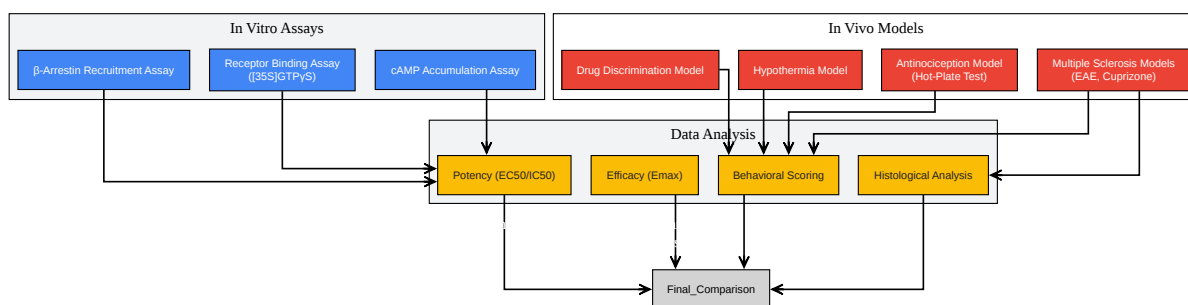 In Vitro Assays
In Vivo Models
β-Arrestin Recruitment Assay
Receptor Binding Assay
([35S]GTPγS)
cAMP Accumulation Assay
Drug Discrimination Model
Hypothermia Model
Antinociception Model
(Hot-Plate Test)
Multiple Sclerosis Models
(EAE, Cuprizone)
Data Analysis
Potency (EC50/IC50)
Efficacy (Emax)
Behavioral Scoring
Histological Analysis
Final_Comparison